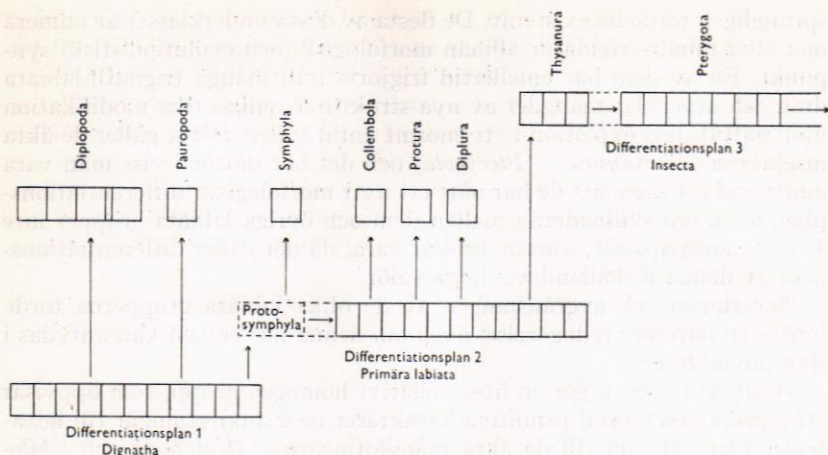 Thysanura
Pterygota
Diplopda
Pauropoda
Symphyla
Collembola
Protura
Diplura
Differentiationsplan 3
Insecta
Proto-
symphyla
Differentiationsplan 2
Primära labiata
Differentiationsplan 1
Dignatha